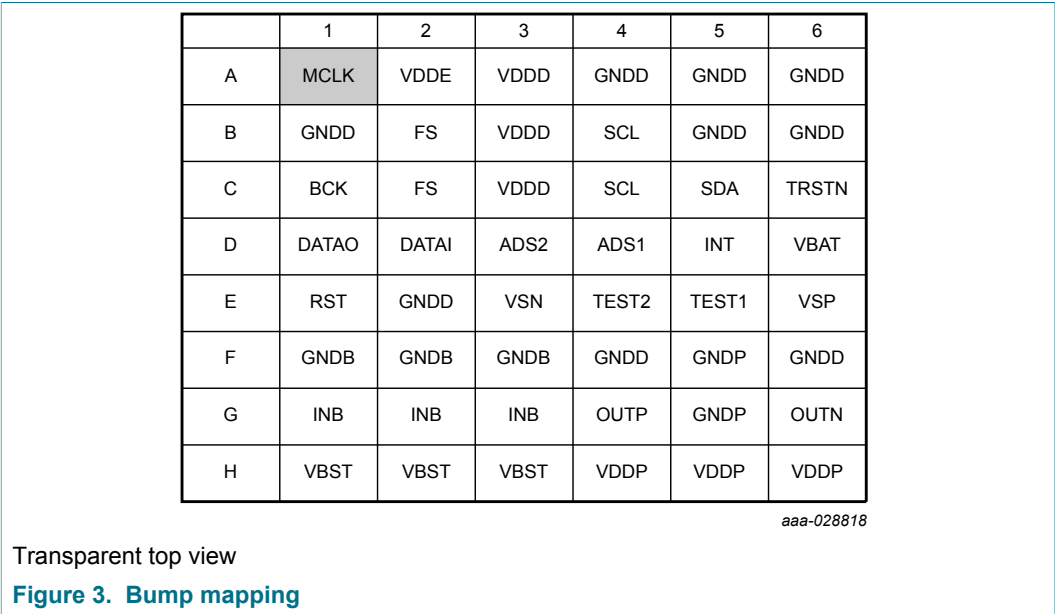 1 2 3 4 5 6
A MCLK VDDE VDDD GNDD GNDD GNDD
B GNDD FS VDDD SCL GNDD GNDD
C BCK FS VDDD SCL SDA TRSTN
D DATAO DATAI ADS2 ADS1 INT VBAT
E RST GNDD VSN TEST2 TEST1 VSP
F GNDB GNDB GNDB GNDD GNDP GNDD
G INB INB INB OUTP GNDP OUTN
H VBST VBST VBST VDDP VDDP VDDP
aaa-028818
Transparent top view
Figure 3. Bump mapping